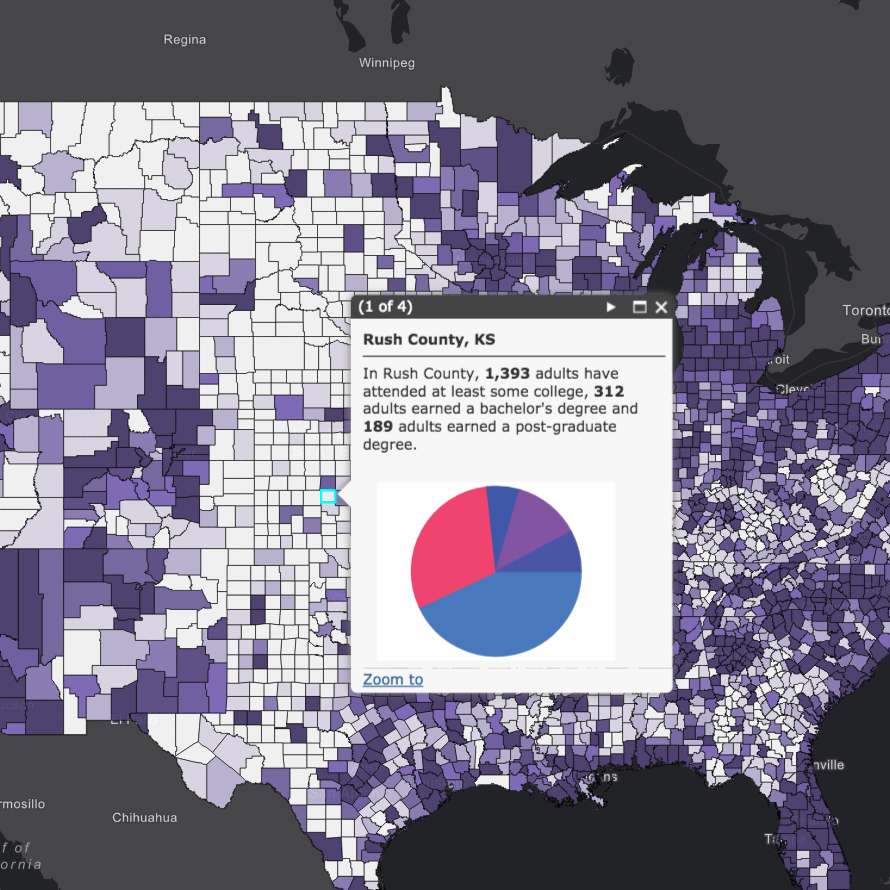 Regina
Winnipeg
(1 of 4)
Toronto
Rush County, KS
In Rush County, 1,393 adults have
attended at least some college, 312
adults earned a bachelor's degree and
189 adults earned a post-graduate
degree.
Zoom to
nville
rmosillo
Chihuahua
f of
ornia